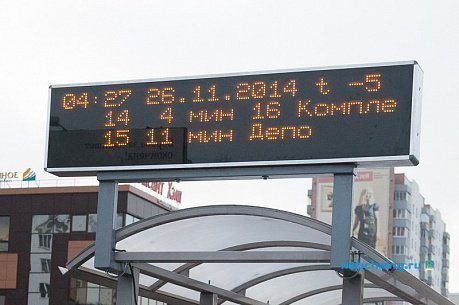 04:27 26.11.2014 t -5
14 4 мин 16 Компле
15 11 мин Депо